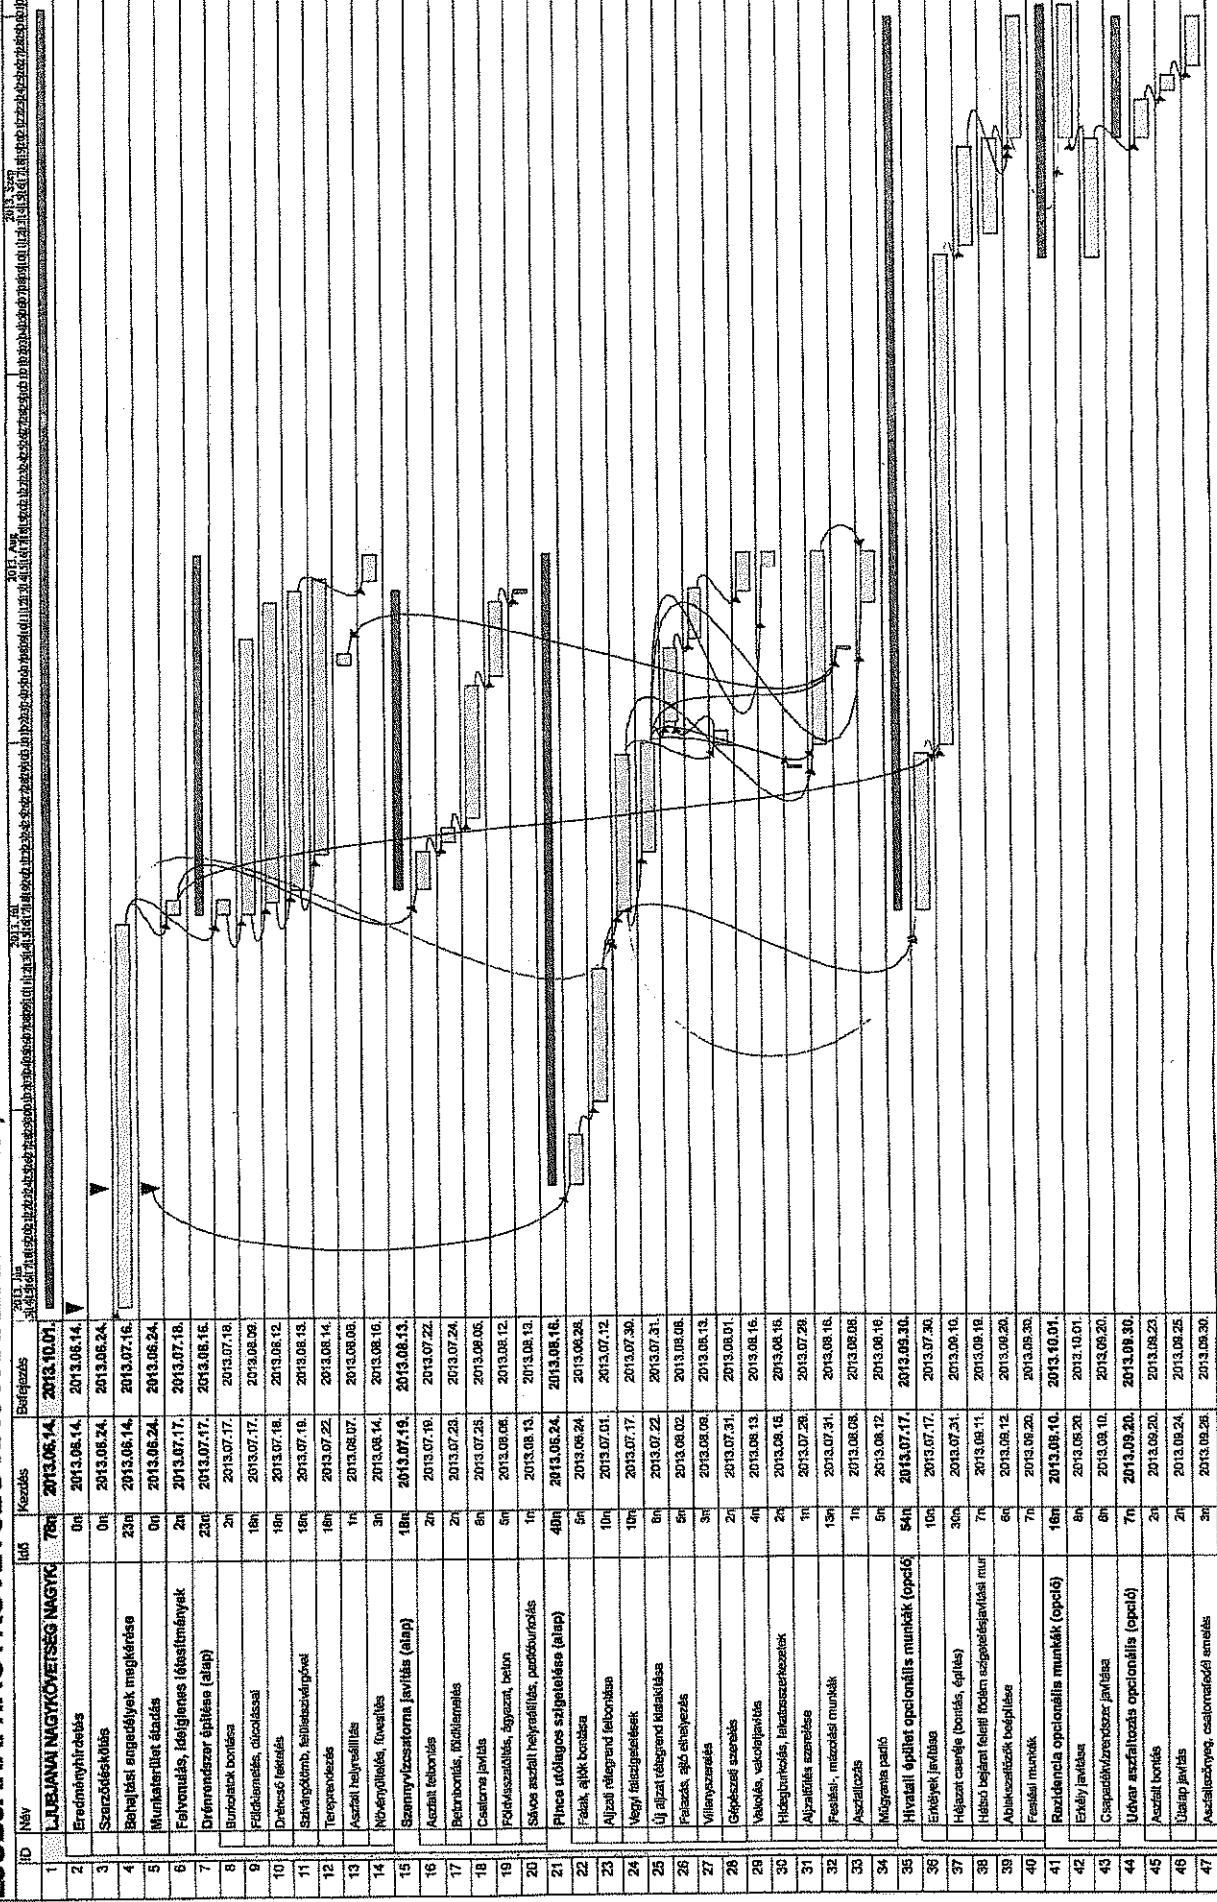 ID Név Idő Kezdés Befejezés
2013. Jún 2013. Júl 2013. Aug 2013. Szep
1 LJUBJANAI NAGYKÖVETSÉG NAGYK 78n 2013.06.14. 2013.10.01.
2 Eredményhirdetés 0n 2013.06.14. 2013.06.14.
3 Szerződéskötés 0n 2013.06.24. 2013.06.24.
4 Behajtási engedélyek megkérése 23n 2013.06.14. 2013.07.16.
5 Munkaterület átadás 0n 2013.06.24. 2013.06.24.
6 Felvonulás, ideiglenes létesítmények 2n 2013.07.17. 2013.07.18.
7 Drénrendszer építése (alap) 23n 2013.07.17. 2013.08.16.
8 Burkolatok bontása 2n 2013.07.17. 2013.07.18.
9 Földkiemelés, dúcolással 18n 2013.07.17. 2013.08.09.
10 Dréncső fektetés 18n 2013.07.18. 2013.08.12.
11 Szivárgótömb, felületszivárgóval 18n 2013.07.19. 2013.08.13.
12 Tereprendezés 18n 2013.07.22. 2013.08.14.
13 Aszfalt helyreállítás 1n 2013.08.07. 2013.08.08.
14 Növényültetés, füvesítés 3n 2013.08.14. 2013.08.16.
15 Szennyvízcsatorna javítás (alap) 18n 2013.07.19. 2013.08.13.
16 Aszfalt felbontás 2n 2013.07.19. 2013.07.22.
17 Betonbontás, földkiemelés 2n 2013.07.23. 2013.07.24.
18 Csatorna javítás 8n 2013.07.25. 2013.08.05.
19 Földvisszatöltés, ágyazat, beton 5n 2013.08.06. 2013.08.12.
20 Sávos aszfalt helyreállítás, padlóburkolás 1n 2013.08.13. 2013.08.13.
21 Pince utólagos szigetelése (alap) 40n 2013.06.24. 2013.08.16.
22 Falak, ajtók bontása 5n 2013.06.24. 2013.06.28.
23 Aljzati rétegrend felbontása 10n 2013.07.01. 2013.07.12.
24 Vegyi falszigetelések 10n 2013.07.17. 2013.07.30.
25 Új aljzat rétegrend kialakítása 8n 2013.07.22. 2013.07.31.
26 Falazás, ajtó elhelyezés 5n 2013.08.02. 2013.08.08.
27 Villanyszerelés 3n 2013.08.09. 2013.08.13.
28 Gépészeti szerelés 2n 2013.07.31. 2013.08.01.
29 Vakolás, vakolatjavítás 4n 2013.08.13. 2013.08.16.
30 Hidegburkolás, lakatosszerkezetek 2n 2013.08.15. 2013.08.16.
31 Aljzatfűtés szerelése 1n 2013.07.29. 2013.07.29.
32 Festési-, mázolási munkák 13n 2013.07.31. 2013.08.16.
33 Aszfaltozás 1n 2013.08.08. 2013.08.08.
34 Műgyanta padló 5n 2013.08.12. 2013.08.16.
35 Hivatali épület opcionális munkák (opció) 54n 2013.07.17. 2013.09.30.
36 Erkélyek javítása 10n 2013.07.17. 2013.07.30.
37 Héjazat cseréje (bontás, építés) 30n 2013.07.31. 2013.09.10.
38 Hátsó bejárat feletti födém szigetelésjavítási mun 7n 2013.09.11. 2013.09.19.
39 Ablakszellőzők beépítése 6n 2013.09.12. 2013.09.20.
40 Festési munkák 7n 2013.09.20. 2013.09.30.
41 Rezidencia opcionális munkák (opció) 16n 2013.09.10. 2013.10.01.
42 Erkély javítása 8n 2013.09.20. 2013.10.01.
43 Csapadékvízrendszer javítása 8n 2013.09.10. 2013.09.20.
44 Udvar aszfaltozás opcionális (opció) 7n 2013.09.20. 2013.09.30.
45 Aszfalt bontás 2n 2013.09.20. 2013.09.23.
46 Útalap javítás 2n 2013.09.24. 2013.09.25.
47 Aszfaltszőnyeg, csatornafedél emelés 3n 2013.09.26. 2013.09.30.